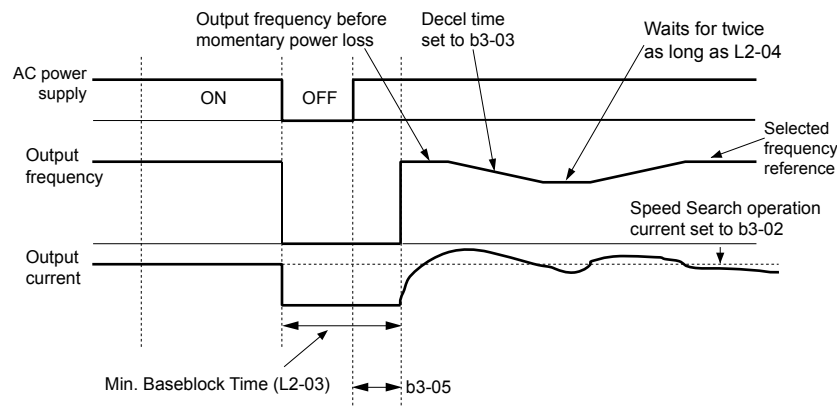 Output frequency before
momentary power loss
Decel time
set to b3-03
Waits for twice
as long as L2-04
AC power
supply
ON
OFF
Output
frequency
Selected
frequency
reference
Speed Search operation
current set to b3-02
Output
current
Min. Baseblock Time (L2-03)
b3-05